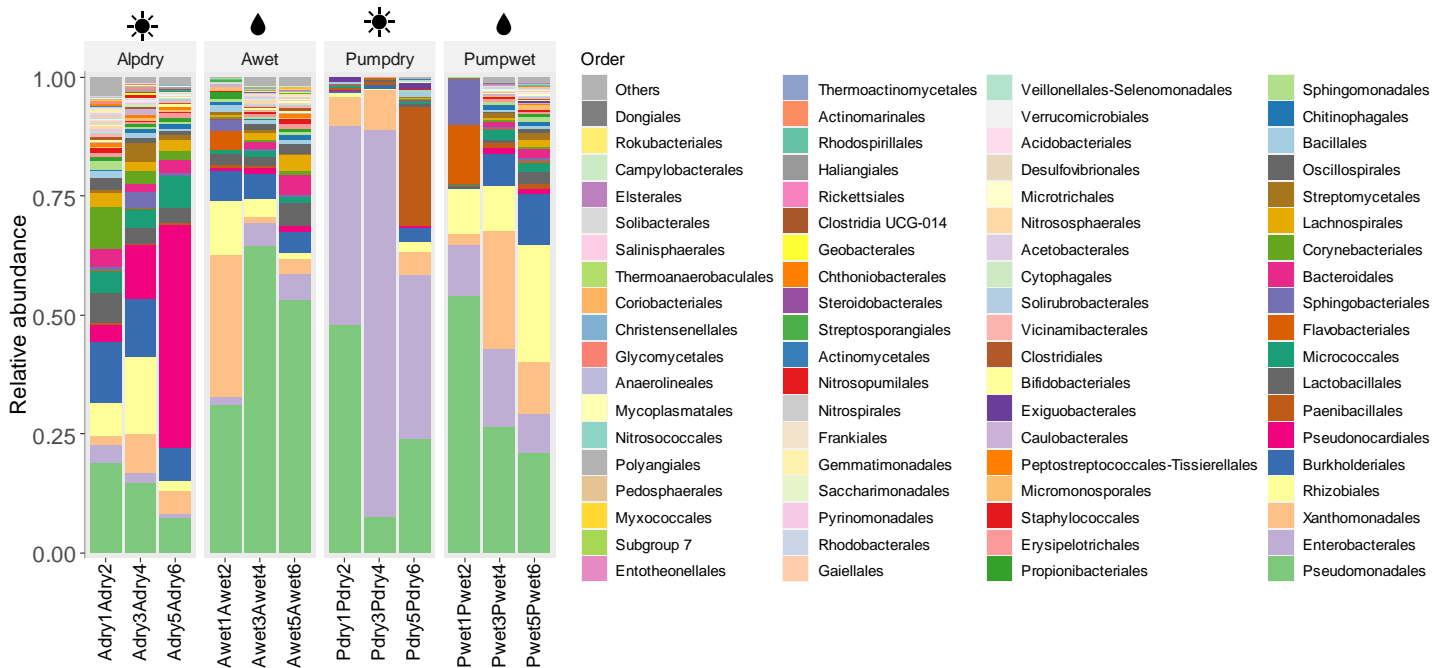 Alpdry
Awet
Pumpdry
Pumpwet
Relative abundance
1.00
0.75
0.50
0.25
0.00
Adry1Adry2-
Adry3Adry4-
Adry5Adry6-
Awet1Awet2-
Awet3Awet4-
Awet5Awet6-
Pdry1Pdry2-
Pdry3Pdry4-
Pdry5Pdry6-
Pwet1Pwet2-
Pwet3Pwet4-
Pwet5Pwet6-
Order
Others
Dongiales
Rokubacteriales
Campylobacterales
Elsterales
Solibacterales
Salinisphaerales
Thermoanaerobaculales
Coriobacteriales
Christensenellales
Glycomycetales
Anaerolineales
Mycoplasmatales
Nitrosococcales
Polyangiales
Pedosphaerales
Myxococcales
Subgroup 7
Entotheonellales
Thermoactinomycetales
Actinomarinales
Rhodospirillales
Haliangiales
Rickettsiales
Clostridia UCG-014
Geobacterales
Chthoniobacterales
Steroidobacterales
Streptosporangiales
Actinomycetales
Nitrosopumilales
Nitrospirales
Frankiales
Gemmatimonadales
Saccharimonadales
Pyrinomonadales
Rhodobacterales
Gaiellales
Veillonellales-Selenomonadales
Verrucomicrobiales
Acidobacteriales
Desulfovibrionales
Microtrichales
Nitrososphaerales
Acetobacterales
Cytophagales
Solirubrobacterales
Vicinamibacterales
Clostridiales
Bifidobacteriales
Exiguobacterales
Caulobacterales
Peptostreptococcales-Tissierellales
Micromonosporales
Staphylococcales
Erysipelotrichales
Propionibacteriales
Sphingomonadales
Chitinophagales
Bacillales
Oscillospirales
Streptomycetales
Lachnospirales
Corynebacteriales
Bacteroidales
Sphingobacteriales
Flavobacteriales
Micrococcales
Lactobacillales
Paenibacillales
Pseudonocardiales
Burkholderiales
Rhizobiales
Xanthomonadales
Enterobacterales
Pseudomonadales